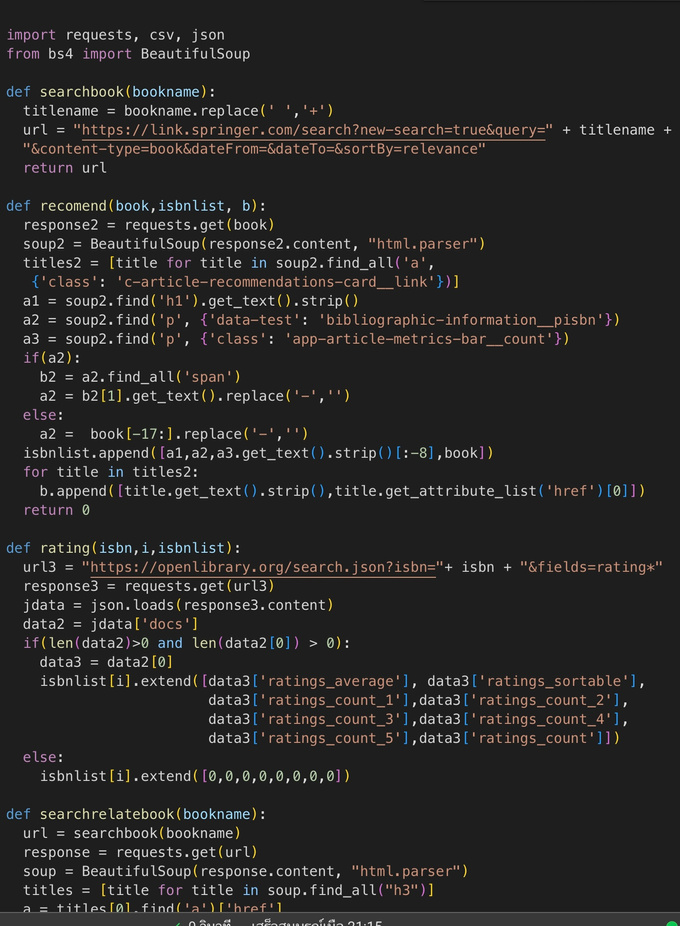 import requests, csv, json
from bs4 import BeautifulSoup

def searchbook(bookname):
  titlename = bookname.replace(' ','+')
  url = "https://link.springer.com/search?new-search=true&query=" + titlename +
  "&content-type=book&dateFrom=&dateTo=&sortBy=relevance"
  return url

def recomend(book,isbnlist, b):
  response2 = requests.get(book)
  soup2 = BeautifulSoup(response2.content, "html.parser")
  titles2 = [title for title in soup2.find_all('a',
   {'class': 'c-article-recommendations-card__link'})]
  a1 = soup2.find('h1').get_text().strip()
  a2 = soup2.find('p', {'data-test': 'bibliographic-information__pisbn'})
  a3 = soup2.find('p', {'class': 'app-article-metrics-bar__count'})
  if(a2):
    b2 = a2.find_all('span')
    a2 = b2[1].get_text().replace('-','')
  else:
    a2 =  book[-17:].replace('-','')
  isbnlist.append([a1,a2,a3.get_text().strip()[:-8],book])
  for title in titles2:
    b.append([title.get_text().strip(),title.get_attribute_list('href')[0]])
  return 0

def rating(isbn,i,isbnlist):
  url3 = "https://openlibrary.org/search.json?isbn="+ isbn + "&fields=rating*"
  response3 = requests.get(url3)
  jdata = json.loads(response3.content)
  data2 = jdata['docs']
  if(len(data2)>0 and len(data2[0]) > 0):
    data3 = data2[0]
    isbnlist[i].extend([data3['ratings_average'], data3['ratings_sortable'],
                        data3['ratings_count_1'],data3['ratings_count_2'],
                        data3['ratings_count_3'],data3['ratings_count_4'],
                        data3['ratings_count_5'],data3['ratings_count']])
  else:
    isbnlist[i].extend([0,0,0,0,0,0,0,0])

def searchrelatebook(bookname):
  url = searchbook(bookname)
  response = requests.get(url)
  soup = BeautifulSoup(response.content, "html.parser")
  titles = [title for title in soup.find_all("h3")]
  a = titles[0].find('a')['href']